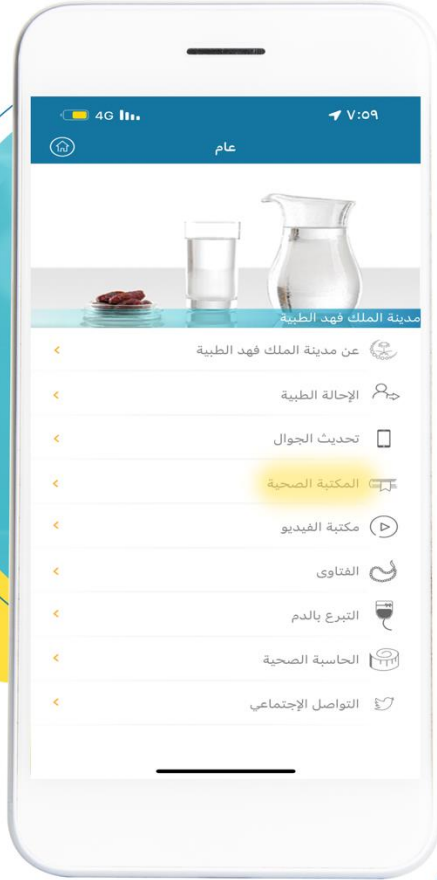 4G ٧:٥٩
عام
مدينة الملك فهد الطبية
عن مدينة الملك فهد الطبية
الإحالة الطبية
تحديث الجوال
المكتبة الصحية
مكتبة الفيديو
الفتاوى
التبرع بالدم
الحاسبة الصحية
التواصل الإجتماعي